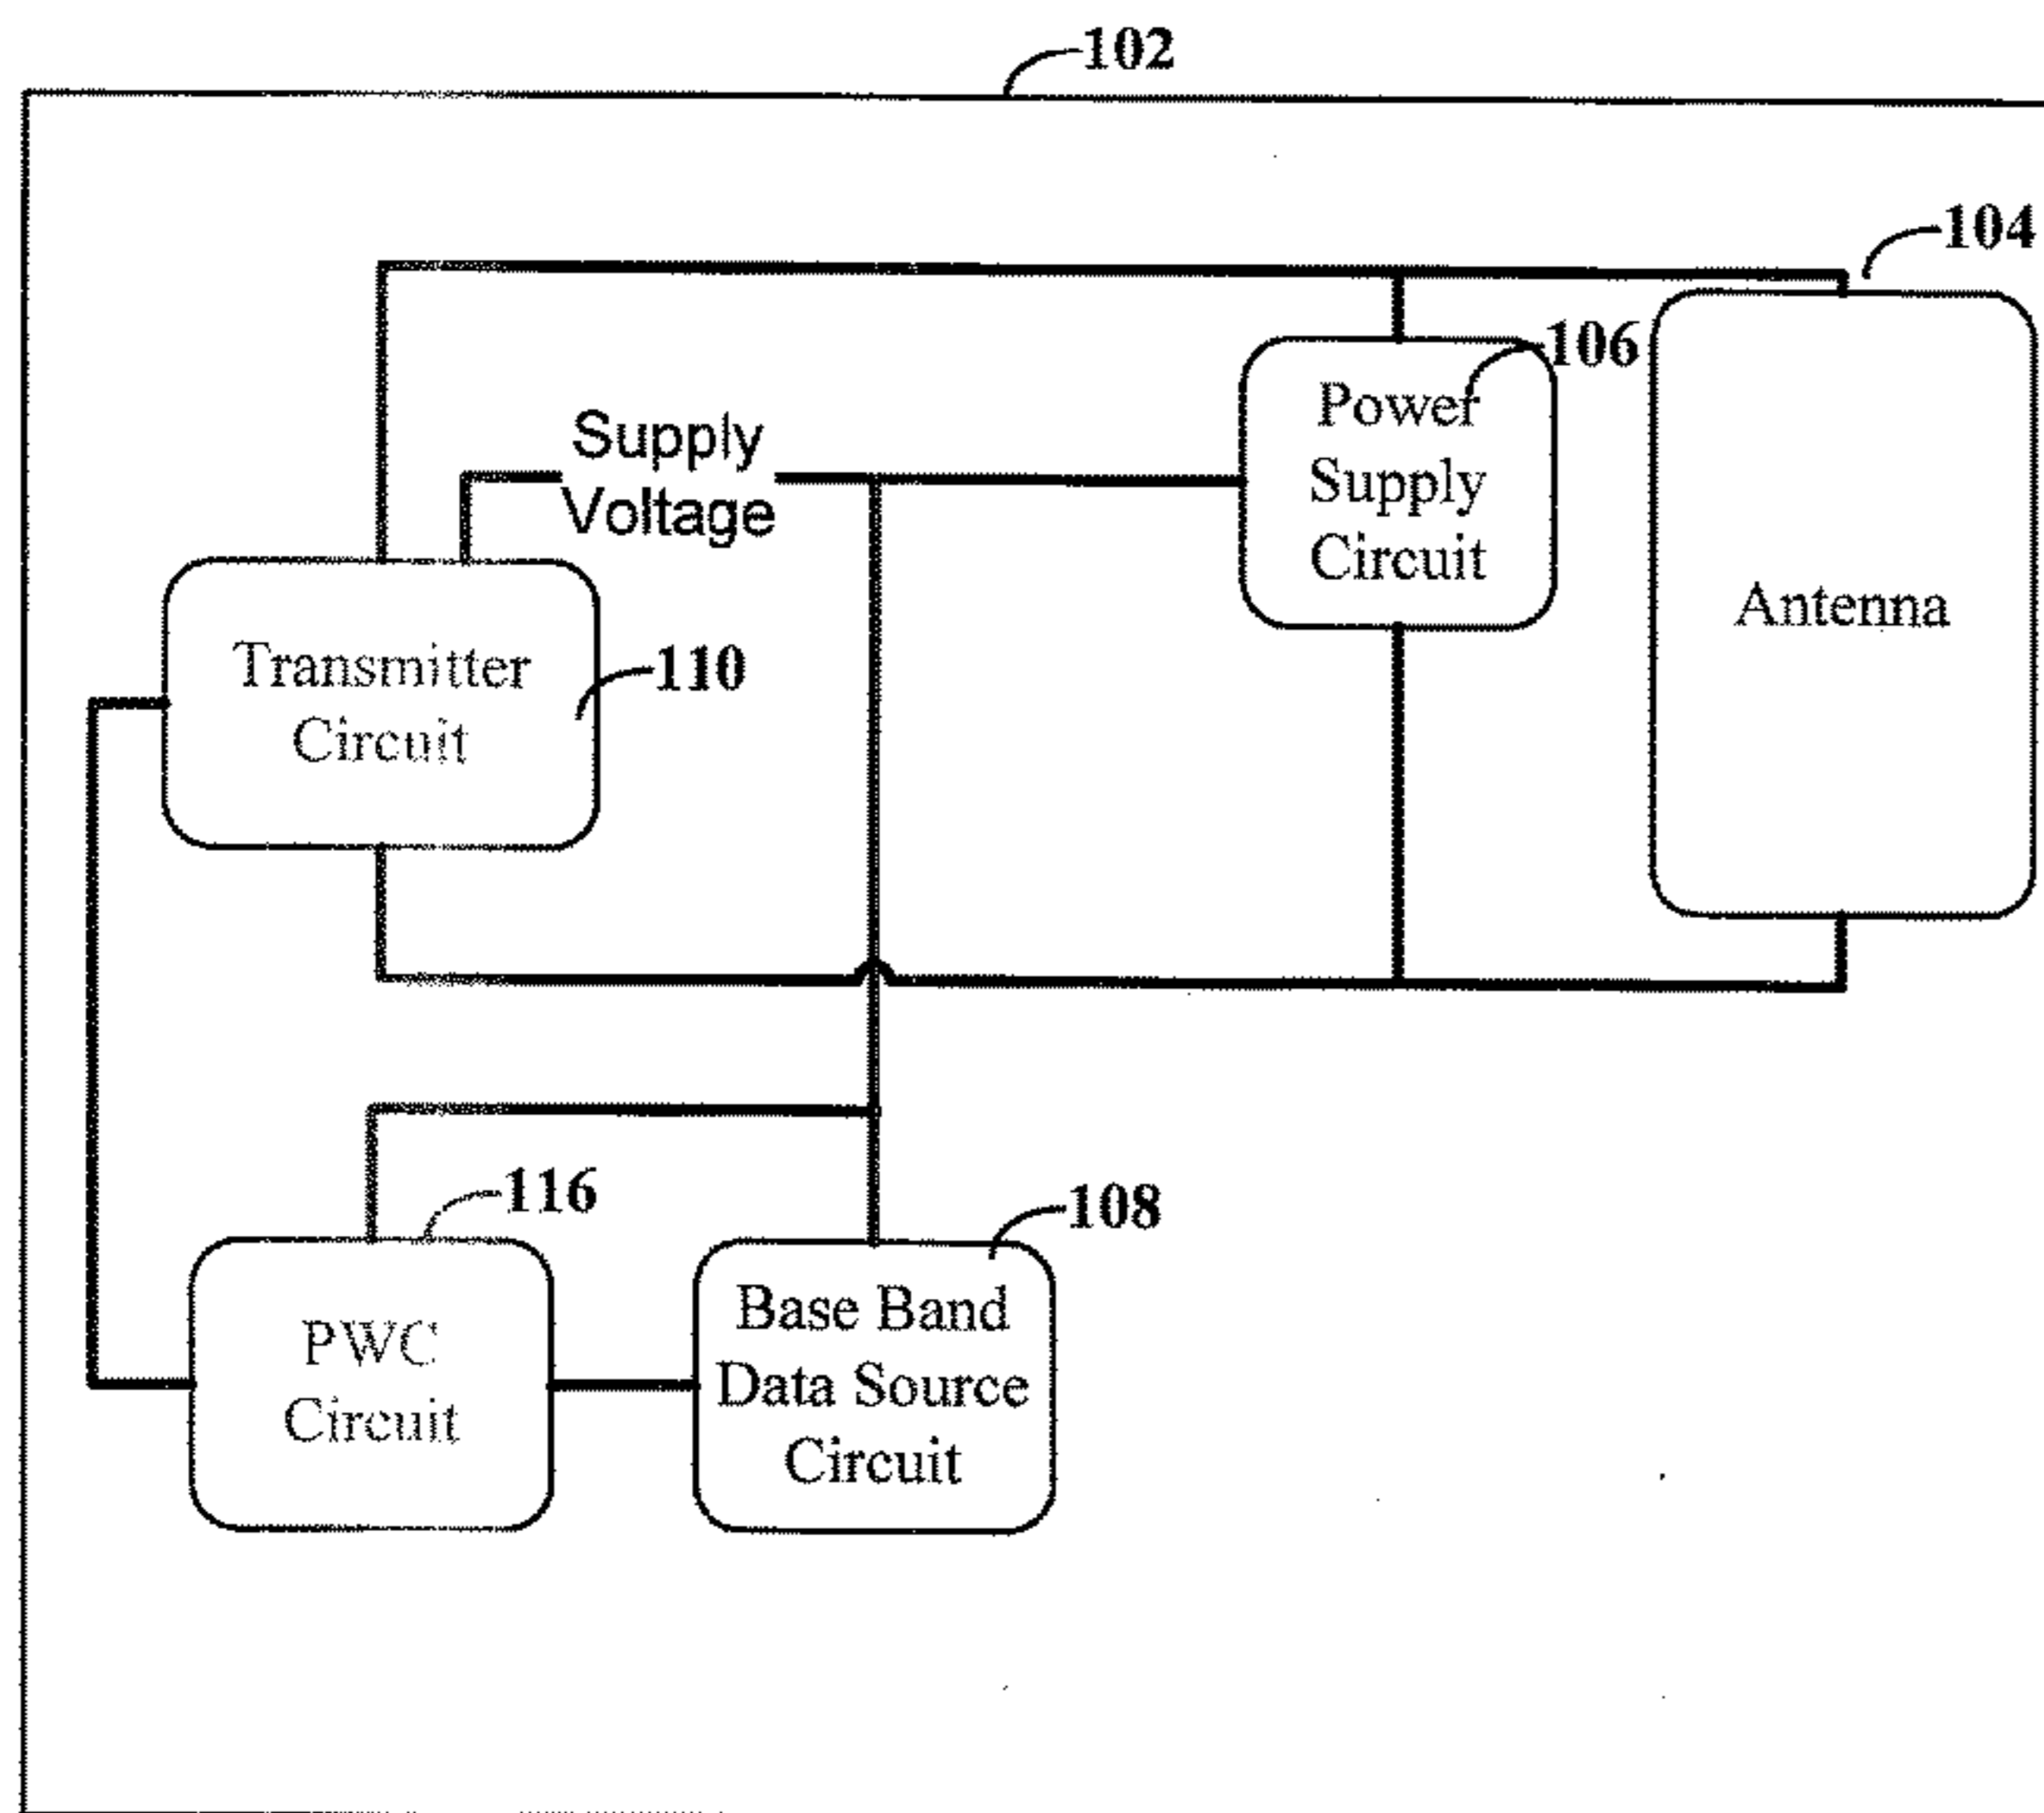 102
104
106
Power
Supply
Circuit
Supply
Voltage
Antenna
Transmitter
Circuit
110
116
108
PWC
Circuit
Base Band
Data Source
Circuit